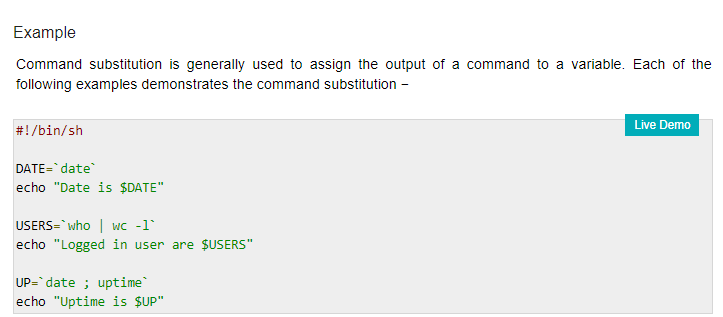 Example
Command substitution is generally used to assign the output of a command to a variable. Each of the
following examples demonstrates the command substitution −
Live Demo
#!/bin/sh
DATE=`date`
echo "Date is $DATE"
USERS=`who | wc -l`
echo "Logged in user are $USERS"
UP=`date ; uptime`
echo "Uptime is $UP"